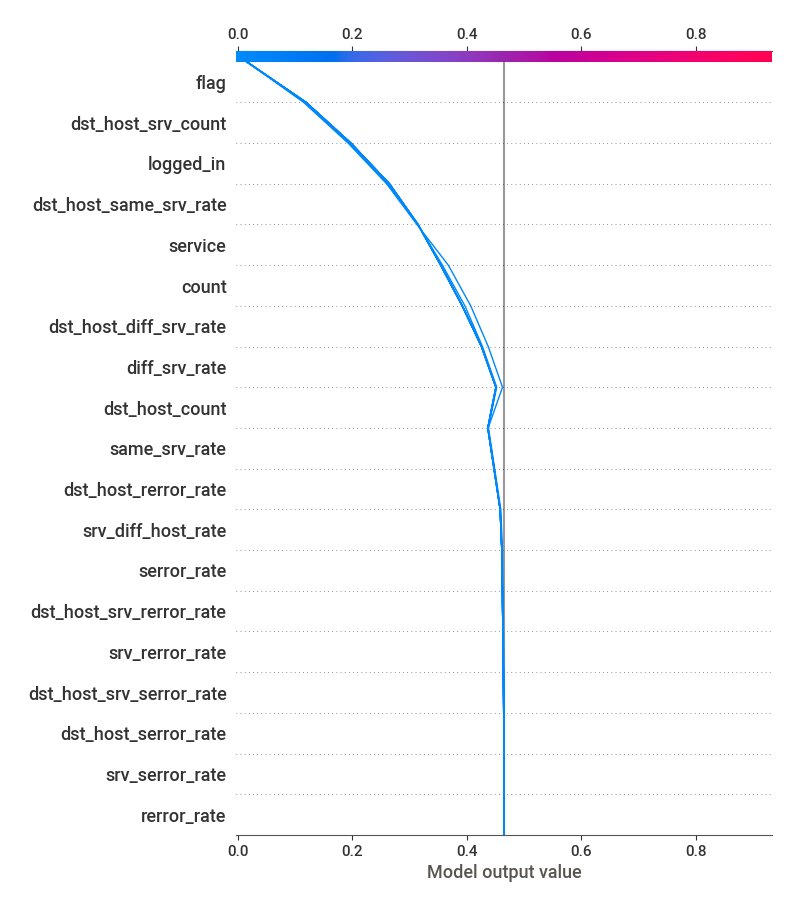 0.0 0.2 0.4 0.6 0.8
flag
dst_host_srv_count
logged_in
dst_host_same_srv_rate
service
count
dst_host_diff_srv_rate
diff_srv_rate
dst_host_count
same_srv_rate
dst_host_rerror_rate
srv_diff_host_rate
serror_rate
dst_host_srv_rerror_rate
srv_rerror_rate
dst_host_srv_serror_rate
dst_host_serror_rate
srv_serror_rate
rerror_rate
0.0 0.2 0.4 0.6 0.8
Model output value